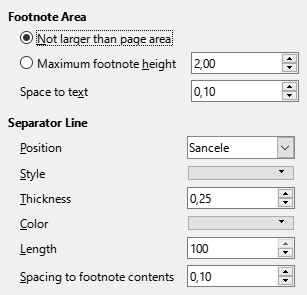 Footnote Area
Not larger than page area
Maximum footnote height 2,00
Space to text 0,10
Separator Line
Position Sancele
Style
Thickness 0,25
Color
Length 100
Spacing to footnote contents 0,10